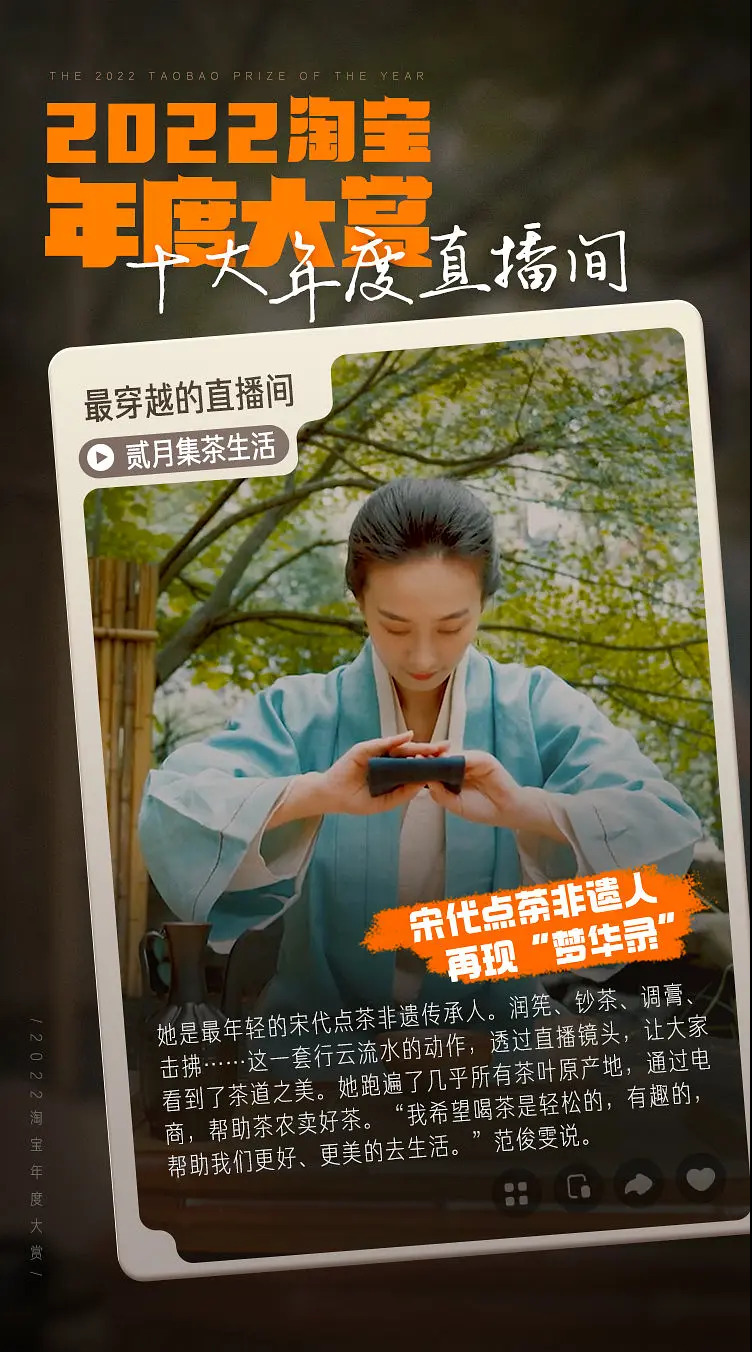 THE 2022 TAOBAO PRIZE OF THE YEAR
2022淘宝
年度大赏
十大年度直播间
最穿越的直播间
贰月集茶生活
宋代点茶非遗人
再现“梦华录”
她是最年轻的宋代点茶非遗传承人。润筅、钞茶、调膏、
击拂……这一套行云流水的动作，透过直播镜头，让大家
看到了茶道之美。她跑遍了几乎所有茶叶原产地，通过电
商，帮助茶农卖好茶。“我希望喝茶是轻松的，有趣的，
帮助我们更好、更美的去生活。”范俊雯说。
/2022淘宝年度大赏/